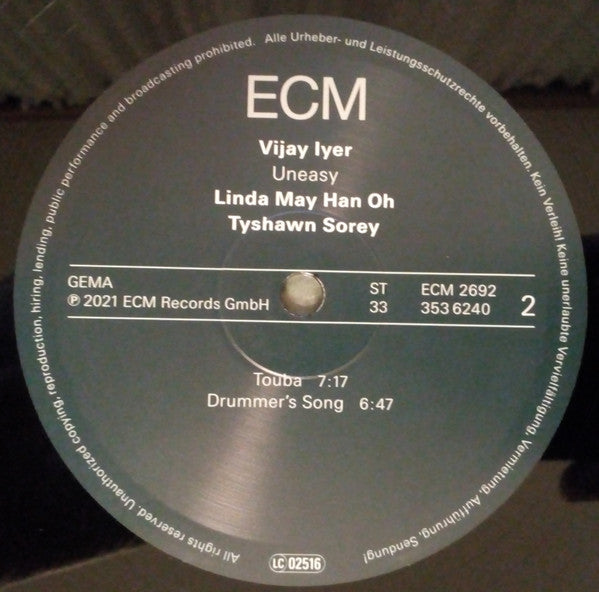 ECM
Vijay Iyer
Uneasy
Linda May Han Oh
Tyshawn Sorey
GEMA
℗ 2021 ECM Records GmbH
ST ECM 2692
33 353 6240
2
Touba 7:17
Drummer's Song 6:47
LC 02516
All rights reserved. Unauthorized copying, reproduction, hiring, lending, public performance and broadcasting prohibited. Alle Urheber- und Leistungsschutzrechte vorbehalten. Kein Verleih! Keine unerlaubte Vervielfältigung, Vermietung, Aufführung, Sendung!